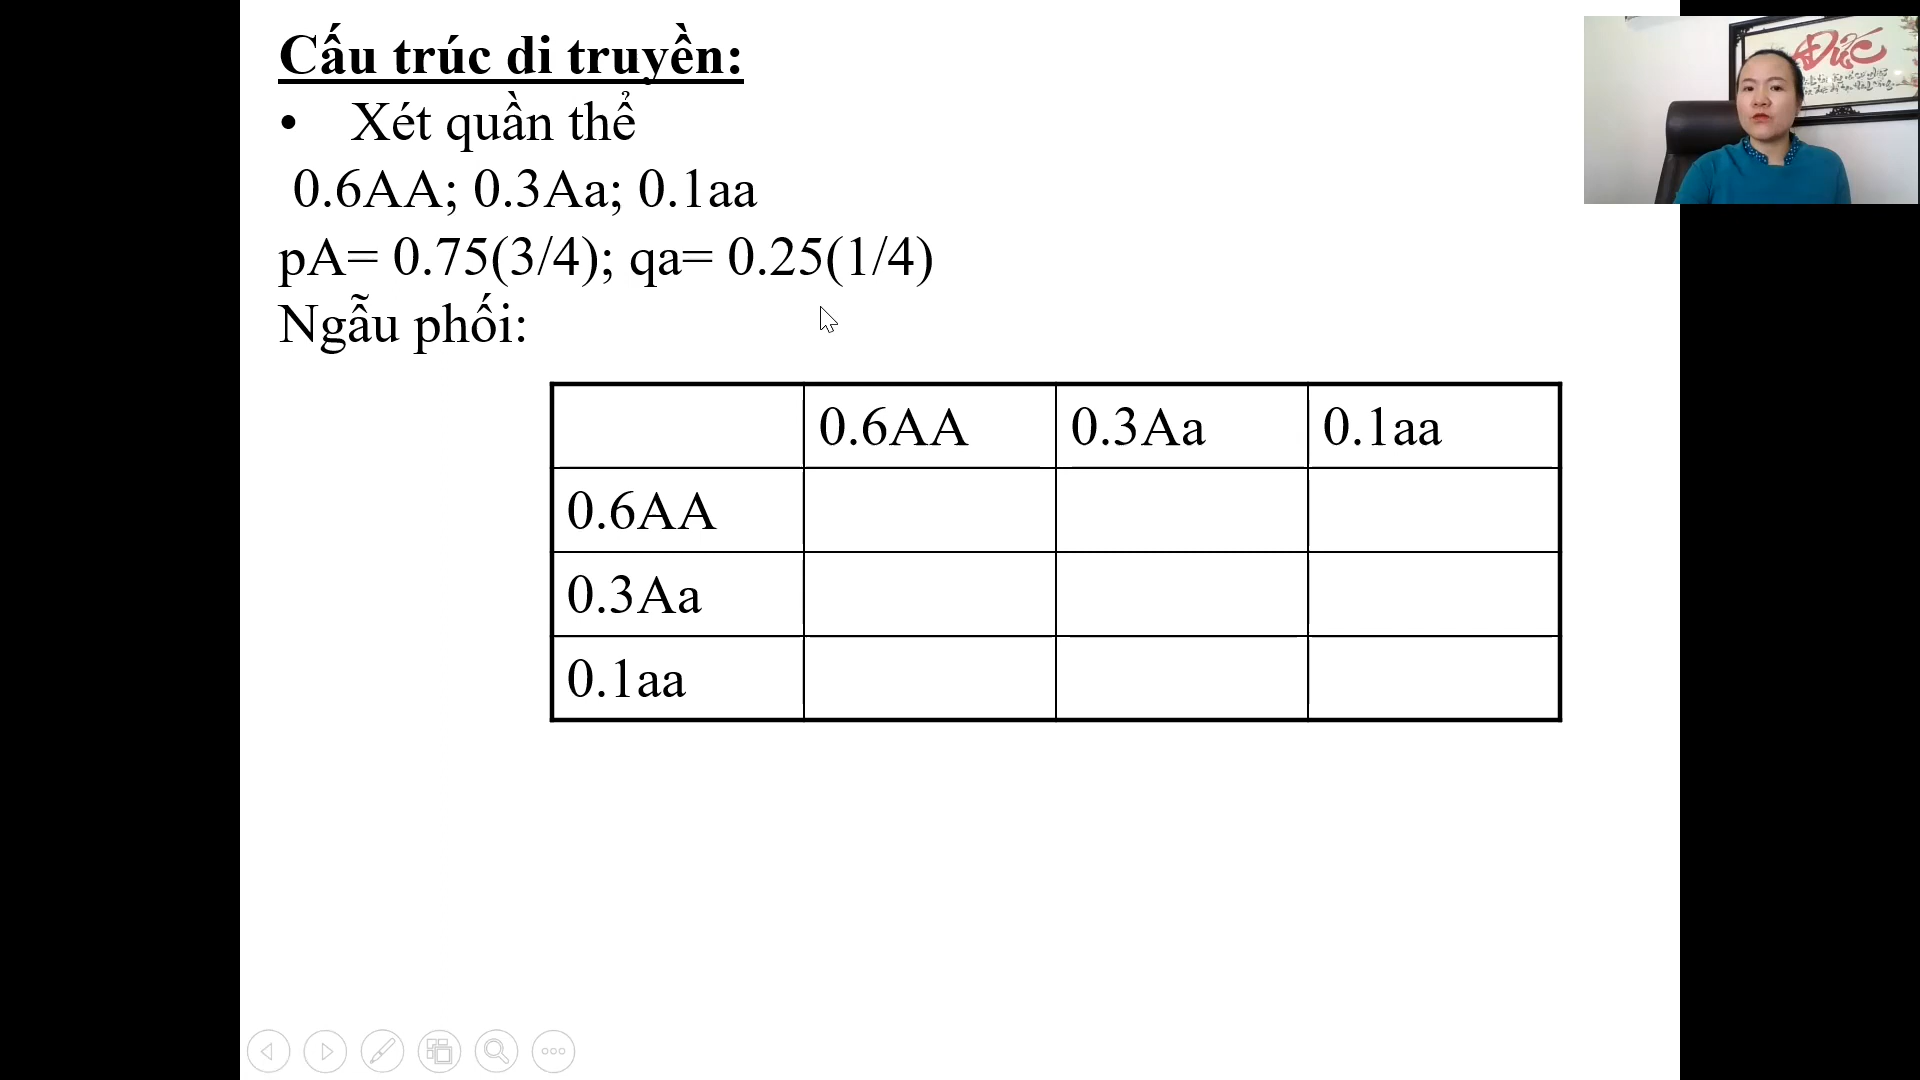 Cấu trúc di truyền:
• Xét quần thể
0.6AA; 0.3Aa; 0.1aa
pA= 0.75(3/4); qa= 0.25(1/4)
Ngẫu phối:
0.6AA 0.3Aa 0.1aa
0.6AA
0.3Aa
0.1aa
Đức